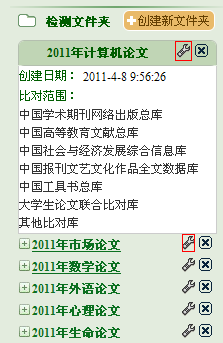 检测文件夹 创建新文件夹
2011年计算机论文
创建日期： 2011-4-8 9:56:26
比对范围：
中国学术期刊网络出版总库
中国高等教育文献总库
中国社会与经济发展综合信息库
中国报刊文艺文化作品全文数据库
中国工具书总库
大学生论文联合比对库
其他比对库
2011年市场论文
2011年数学论文
2011年外语论文
2011年心理论文
2011年生命论文